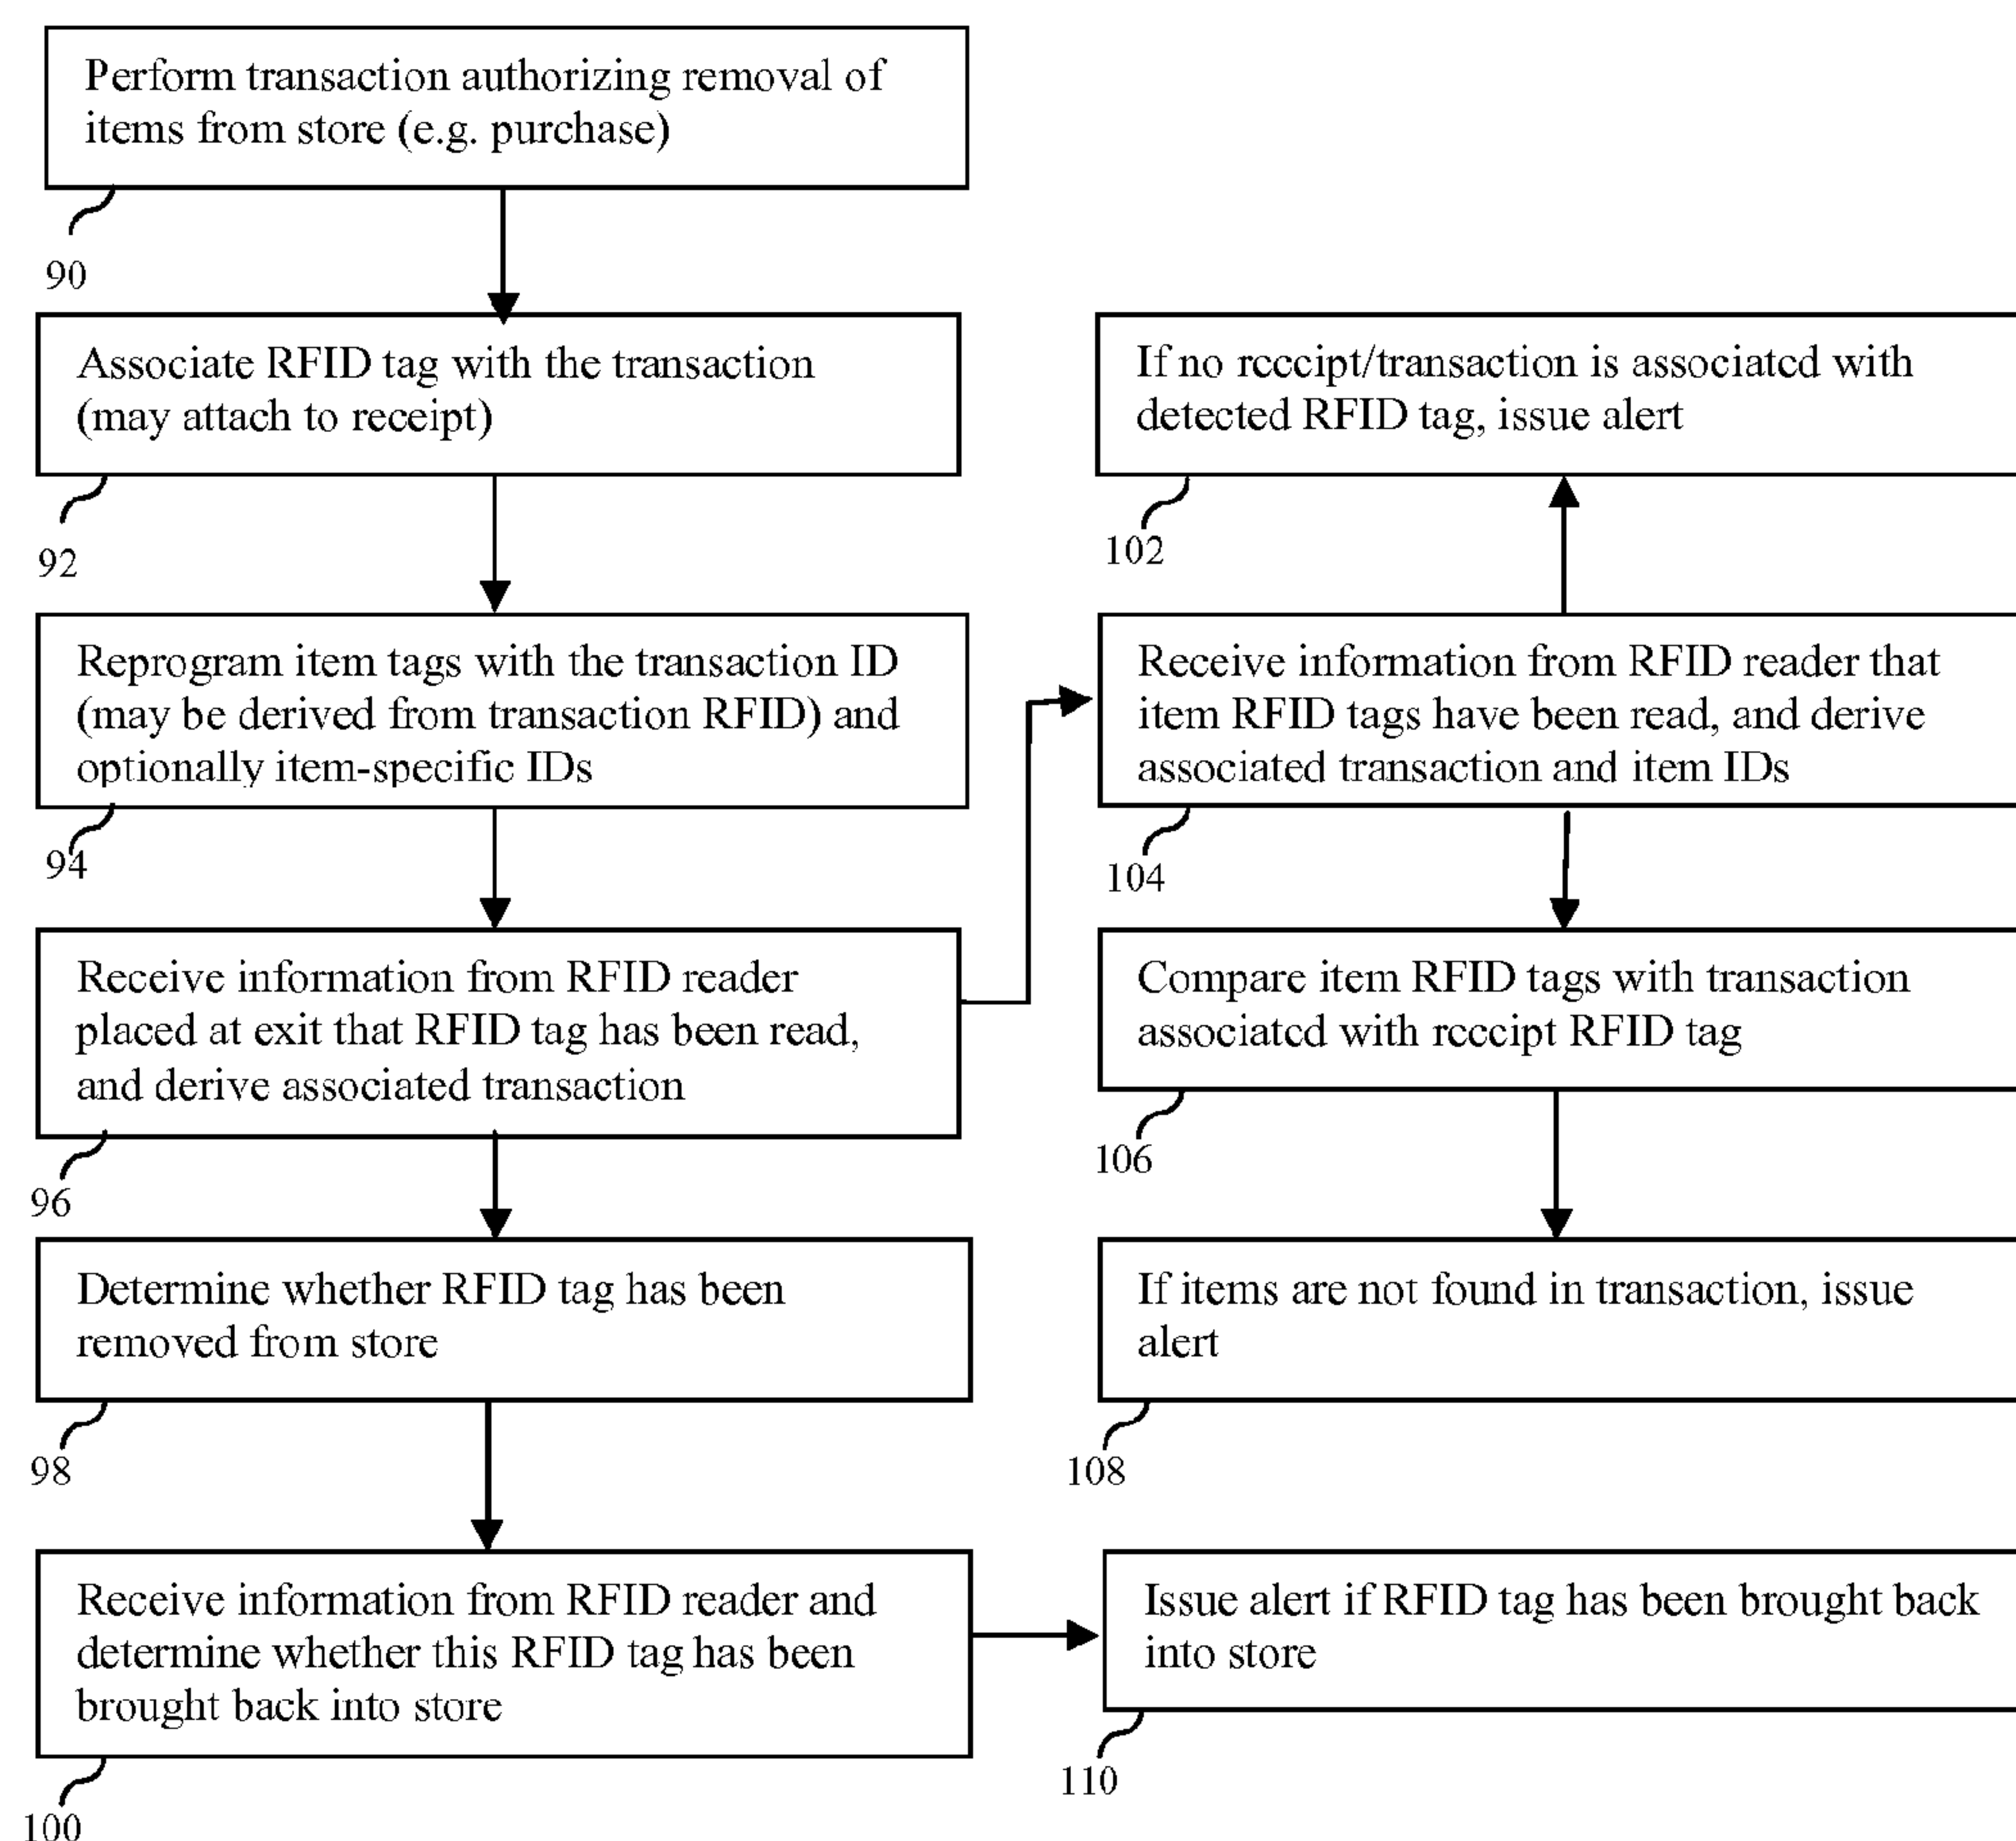 Perform transaction authorizing removal of
items from store (e.g. purchase)
90
Associate RFID tag with the transaction
(may attach to receipt)
92
Reprogram item tags with the transaction ID
(may be derived from transaction RFID) and
optionally item-specific IDs
94
Receive information from RFID reader
placed at exit that RFID tag has been read,
and derive associated transaction
96
Determine whether RFID tag has been
removed from store
98
Receive information from RFID reader and
determine whether this RFID tag has been
brought back into store
100
If no receipt/transaction is associated with
detected RFID tag, issue alert
102
Receive information from RFID reader that
item RFID tags have been read, and derive
associated transaction and item IDs
104
Compare item RFID tags with transaction
associated with receipt RFID tag
106
If items are not found in transaction, issue
alert
108
Issue alert if RFID tag has been brought back
into store
110